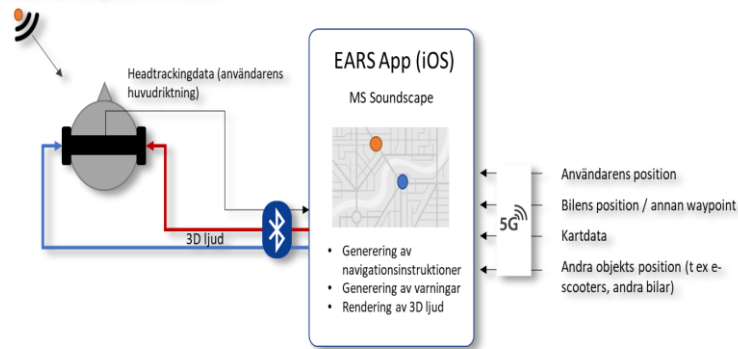 Headtrackingdata (användarens
huvudriktning)
3D ljud
EARS App (iOS)
MS Soundscape
• Generering av
navigationsinstruktioner
• Generering av varningar
• Rendering av 3D ljud
5G
Användarens position
Bilens position / annan waypoint
Kartdata
Andra objekts position (t ex e-
scooters, andra bilar)